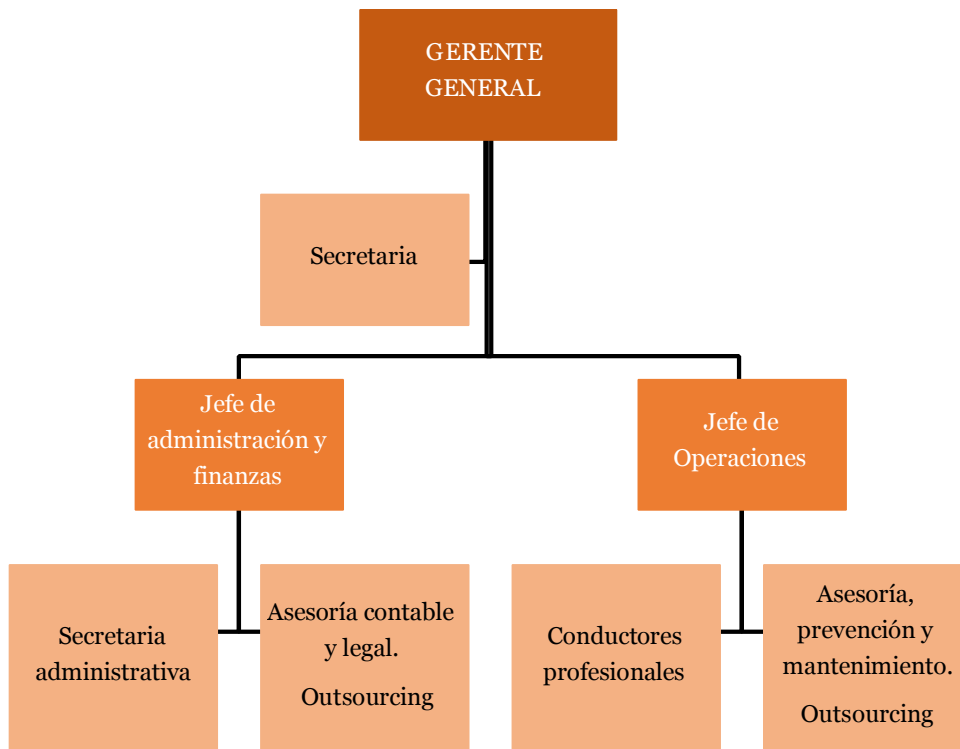 GERENTE
GENERAL
Secretaria
Jefe de
administración y
finanzas
Jefe de
Operaciones
Secretaria
administrativa
Asesoría contable
y legal.
Outsourcing
Conductores
profesionales
Asesoría,
prevención y
mantenimiento.
Outsourcing